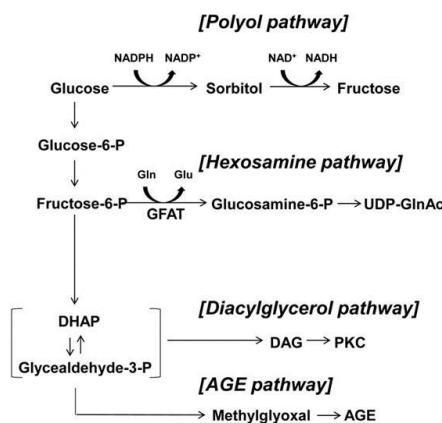 [Polyol pathway]
NADPH NADP⁺ NAD⁺ NADH
Glucose Sorbitol Fructose
Glucose-6-P
[Hexosamine pathway]
Gln Glu
Fructose-6-P Glucosamine-6-P UDP-GlnAc
GFAT
[Diacylglycerol pathway]
DHAP
DAG PKC
Glycealdehyde-3-P
[AGE pathway]
Methylglyoxal AGE